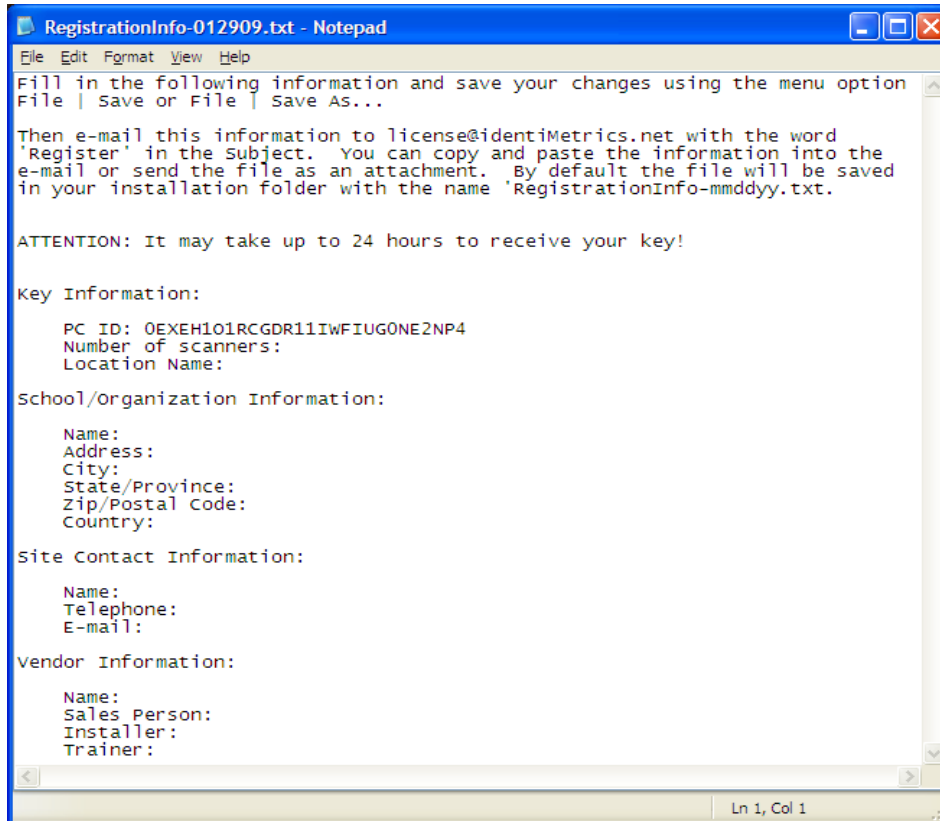 RegistrationInfo-012909.txt - Notepad
File Edit Format View Help
Fill in the following information and save your changes using the menu option
File | Save or File | Save As...
Then e-mail this information to license@identiMetrics.net with the word
'Register' in the Subject.  You can copy and paste the information into the
e-mail or send the file as an attachment.  By default the file will be saved
in your installation folder with the name 'RegistrationInfo-mmddyy.txt.
ATTENTION: It may take up to 24 hours to receive your key!
Key Information:
PC ID: 0EXEH1O1RCGDR11IWFIUG0NE2NP4
Number of scanners:
Location Name:
School/Organization Information:
Name:
Address:
City:
State/Province:
Zip/Postal Code:
Country:
Site Contact Information:
Name:
Telephone:
E-mail:
Vendor Information:
Name:
Sales Person:
Installer:
Trainer:
Ln 1, Col 1